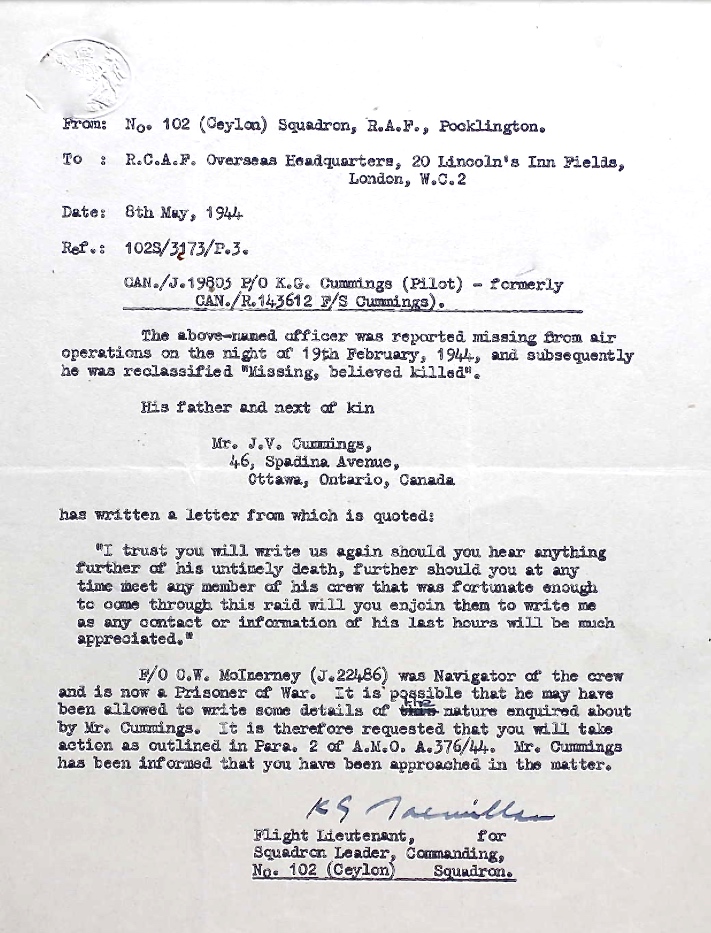 From: No. 102 (Ceylon) Squadron, R.A.F., Pocklington.
To : R.C.A.F. Overseas Headquarters, 20 Lincoln's Inn Fields,
London, W.C.2
Date: 8th May, 1944
Ref.: 102S/3173/P.3.
CAN./J.19803 P/O K.G. Cummings (Pilot) - formerly
CAN./R.143612 F/S Cummings).
The above-named officer was reported missing from air
operations on the night of 19th February, 1944, and subsequently
he was reclassified "Missing, believed killed".
His father and next of kin
Mr. J.V. Cummings,
46, Spadina Avenue,
Ottawa, Ontario, Canada
has written a letter from which is quoted:
"I trust you will write us again should you hear anything
further of his untimely death, further should you at any
time meet any member of his crew that was fortunate enough
to come through this raid will you enjoin them to write me
as any contact or information of his last hours will be much
appreciated."
F/O C.W. McInerney (J.22486) was Navigator of the crew
and is now a Prisoner of War. It is possible that he may have
been allowed to write some details of the nature enquired about
by Mr. Cummings. It is therefore requested that you will take
action as outlined in Para. 2 of A.M.O. A.376/44. Mr. Cummings
has been informed that you have been approached in the matter.
Flight Lieutenant, for
Squadron Leader, Commanding,
No. 102 (Ceylon) Squadron.